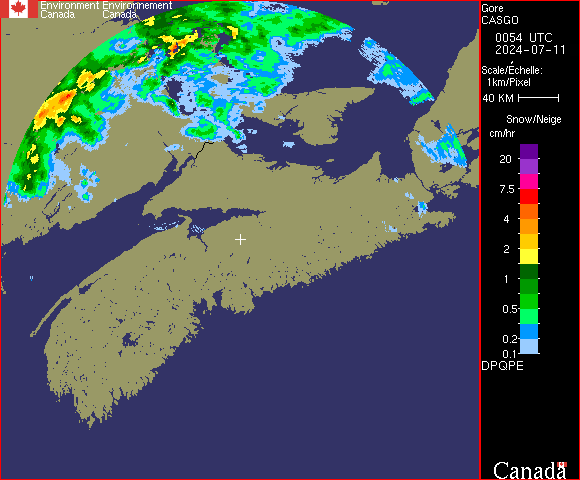 Environment Environnement
Canada Canada
Gore
CASGO
0054 UTC
2024-07-11
Scale/Échelle:
1km/Pixel
40 KM
Snow/Neige
cm/hr
20
7.5
4
2
1
0.5
0.2
0.1
DPQPE
Canada